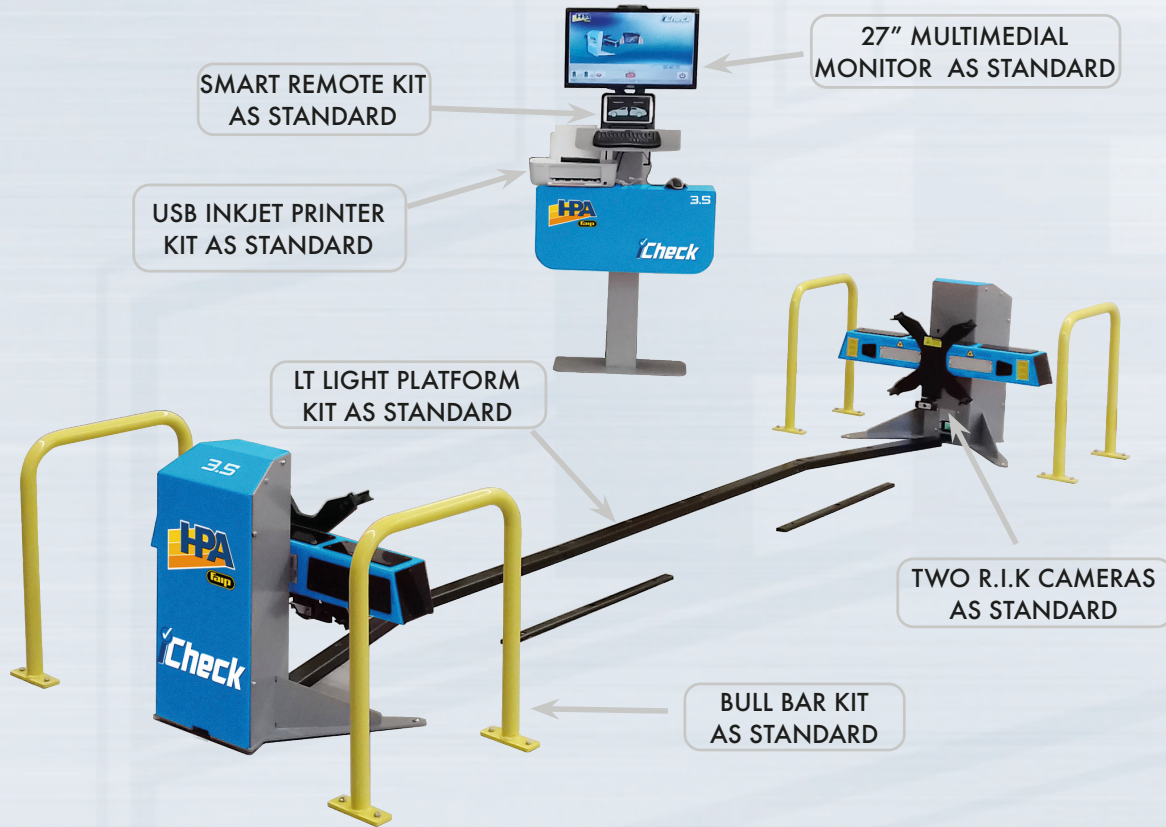 HPA
iCheck
27” MULTIMEDIAL
MONITOR AS STANDARD
SMART REMOTE KIT
AS STANDARD
USB INKJET PRINTER
KIT AS STANDARD
3.5
HPA
faip
iCheck
LT LIGHT PLATFORM
KIT AS STANDARD
3.5
HPA
faip
iCheck
TWO R.I.K CAMERAS
AS STANDARD
BULL BAR KIT
AS STANDARD